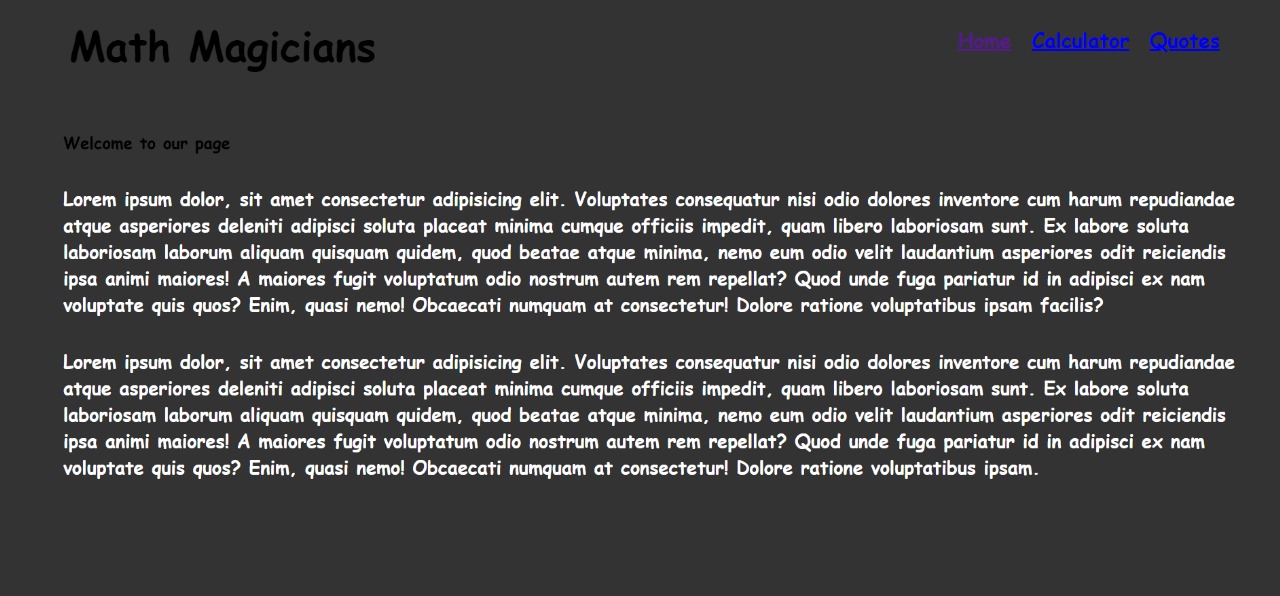 Math Magicians
Home Calculator Quotes
Welcome to our page
Lorem ipsum dolor, sit amet consectetur adipisicing elit. Voluptates consequatur nisi odio dolores inventore cum harum repudiandae
atque asperiores deleniti adipisci soluta placeat minima cumque officiis impedit, quam libero laboriosam sunt. Ex labore soluta
laboriosam laborum aliquam quisquam quidem, quod beatae atque minima, nemo eum odio velit laudantium asperiores odit reiciendis
ipsa animi maiores! A maiores fugit voluptatum odio nostrum autem rem repellat? Quod unde fuga pariatur id in adipisci ex nam
voluptate quis quos? Enim, quasi nemo! Obcaecati numquam at consectetur! Dolore ratione voluptatibus ipsam facilis?
Lorem ipsum dolor, sit amet consectetur adipisicing elit. Voluptates consequatur nisi odio dolores inventore cum harum repudiandae
atque asperiores deleniti adipisci soluta placeat minima cumque officiis impedit, quam libero laboriosam sunt. Ex labore soluta
laboriosam laborum aliquam quisquam quidem, quod beatae atque minima, nemo eum odio velit laudantium asperiores odit reiciendis
ipsa animi maiores! A maiores fugit voluptatum odio nostrum autem rem repellat? Quod unde fuga pariatur id in adipisci ex nam
voluptate quis quos? Enim, quasi nemo! Obcaecati numquam at consectetur! Dolore ratione voluptatibus ipsam.